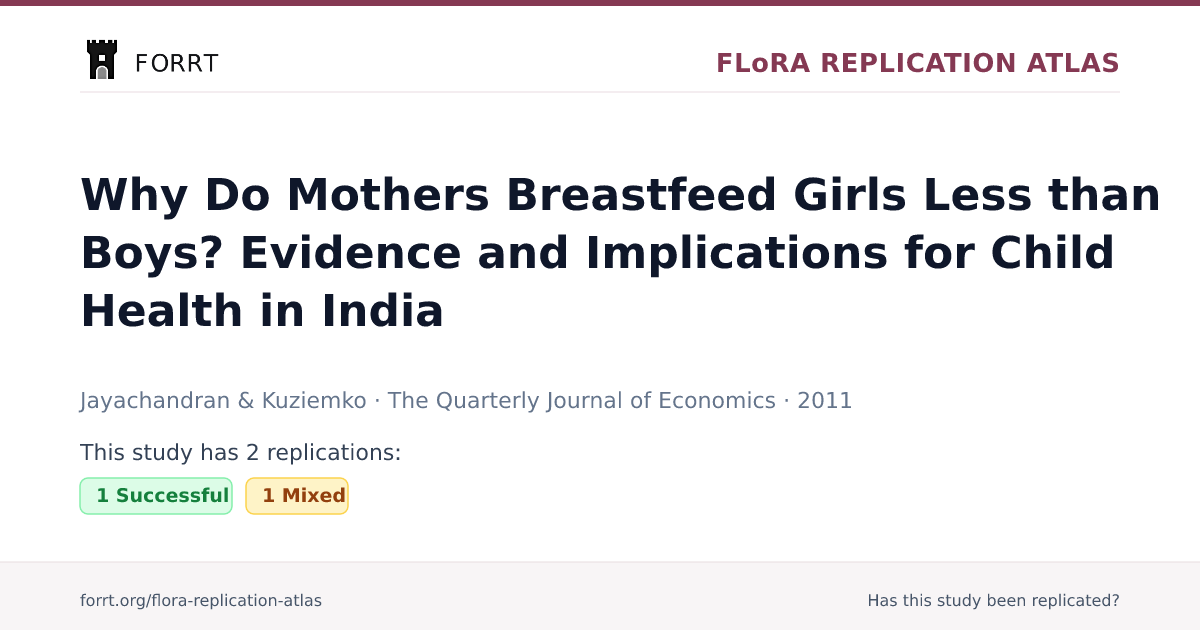 FORRT
FLoRA REPLICATION ATLAS
Why Do Mothers Breastfeed Girls Less than
Boys? Evidence and Implications for Child
Health in India
Jayachandran & Kuziemko · The Quarterly Journal of Economics · 2011
This study has 2 replications:
1 Successful
1 Mixed
forrt.org/flora-replication-atlas
Has this study been replicated?